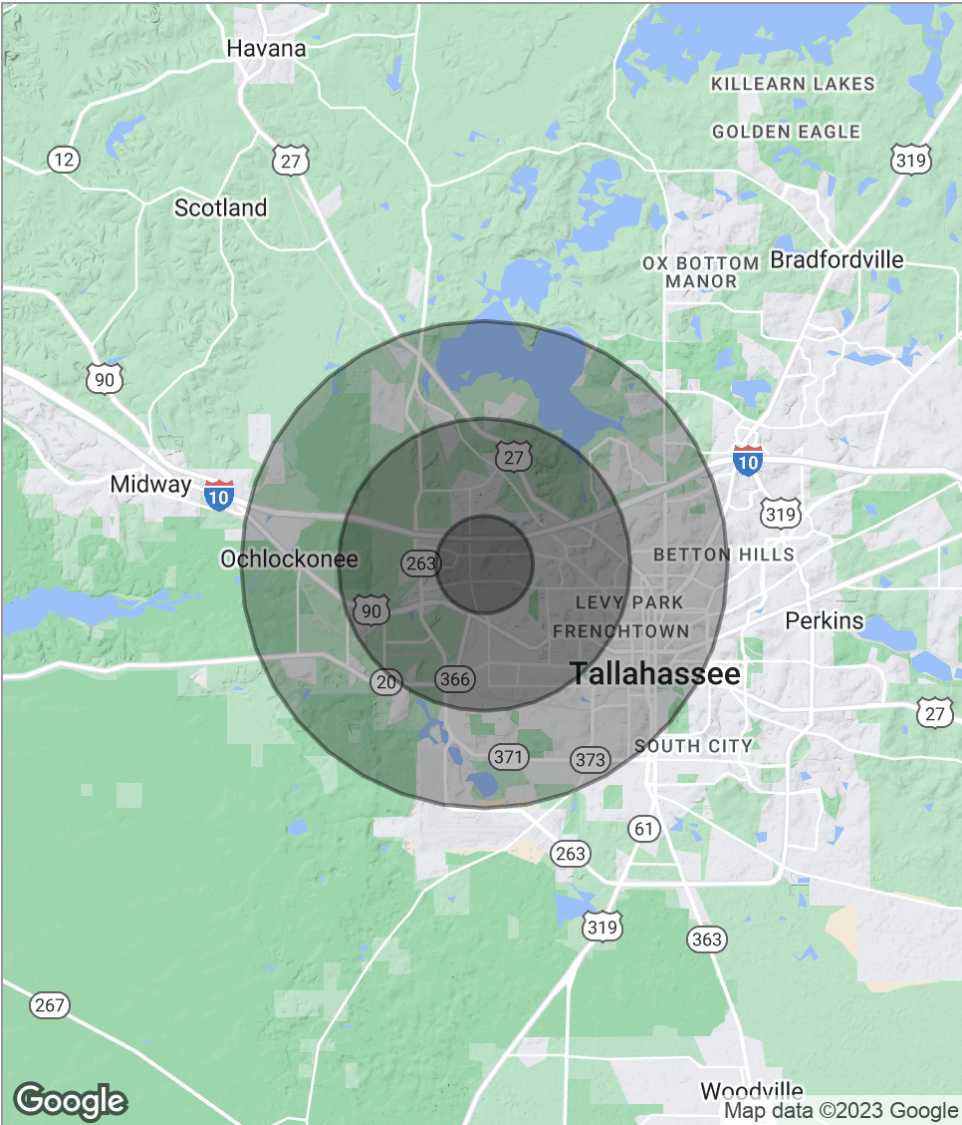 Havana
KILLEARN LAKES
GOLDEN EAGLE
12
27
319
Scotland
OX BOTTOM
MANOR
Bradfordville
90
27
10
10
Midway
319
Ochlockonee
263
BETTON HILLS
90
LEVY PARK
FRENCHTOWN
Perkins
20
366
Tallahassee
27
371
373
SOUTH CITY
61
263
319
363
267
Woodville
Google
Map data ©2023 Google